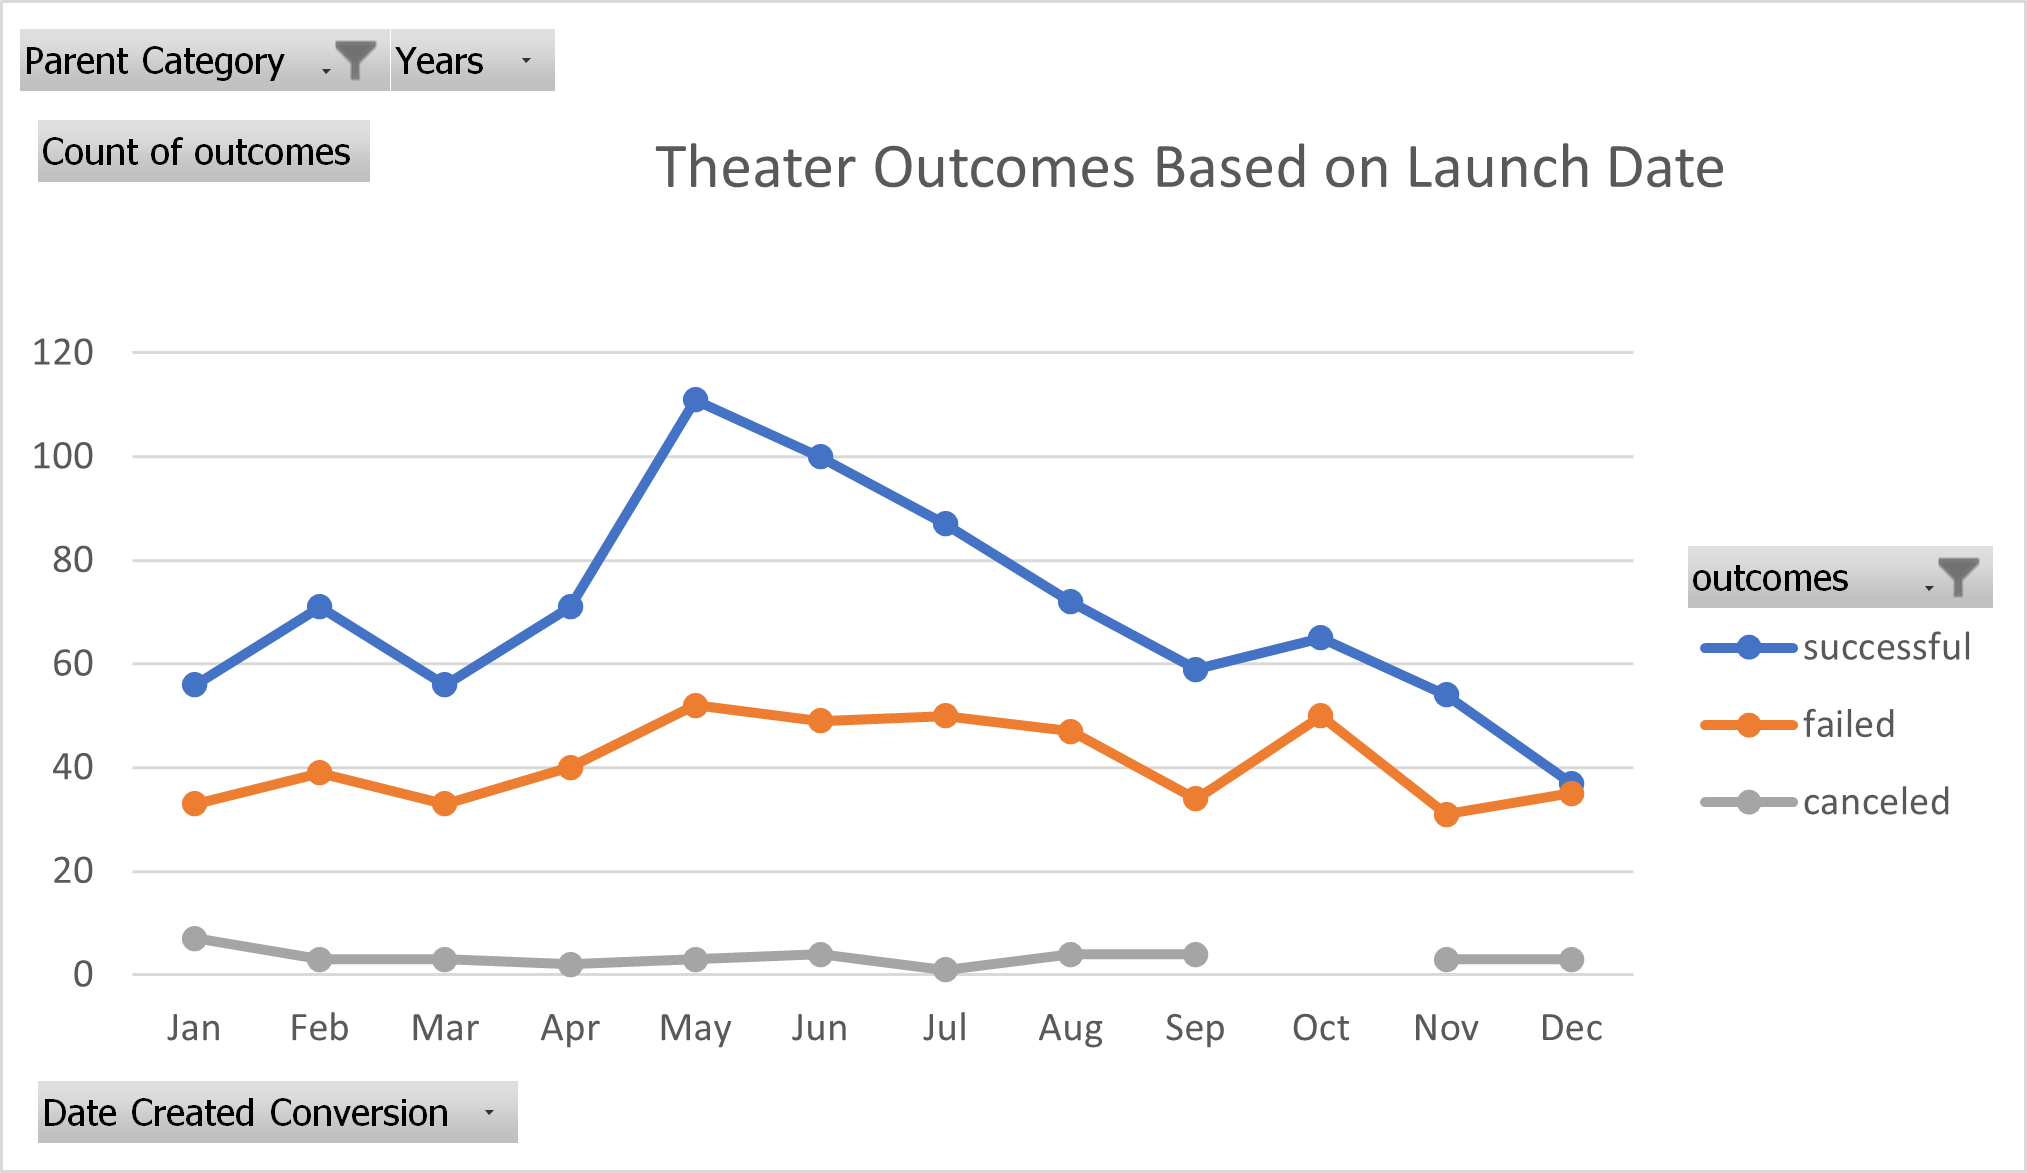 Parent Category Years
Count of outcomes
Theater Outcomes Based on Launch Date
120
100
80
60
40
20
0
Jan Feb Mar Apr May Jun Jul Aug Sep Oct Nov Dec
outcomes
successful
failed
canceled
Date Created Conversion